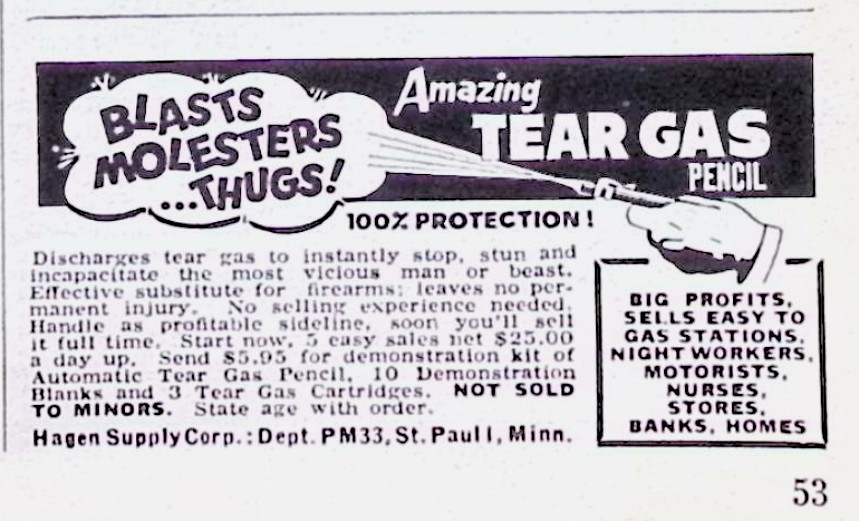 BLASTS
MOLESTERS
...THUGS!
Amazing
TEAR GAS
PENCIL
100% PROTECTION!
Discharges tear gas to instantly stop, stun and
incapacitate the most vicious man or beast.
Effective substitute for firearms; leaves no per-
manent injury. No selling experience needed.
Handle as profitable sideline, soon you'll sell
it full time. Start now, 5 easy sales net $25.00
a day up. Send $5.95 for demonstration kit of
Automatic Tear Gas Pencil, 10 Demonstration
Blanks and 3 Tear Gas Cartridges. NOT SOLD
TO MINORS. State age with order.
Hagen Supply Corp.: Dept. PM33, St. Paul 1, Minn.
BIG PROFITS,
SELLS EASY TO
GAS STATIONS,
NIGHT WORKERS,
MOTORISTS,
NURSES,
STORES,
BANKS, HOMES
53